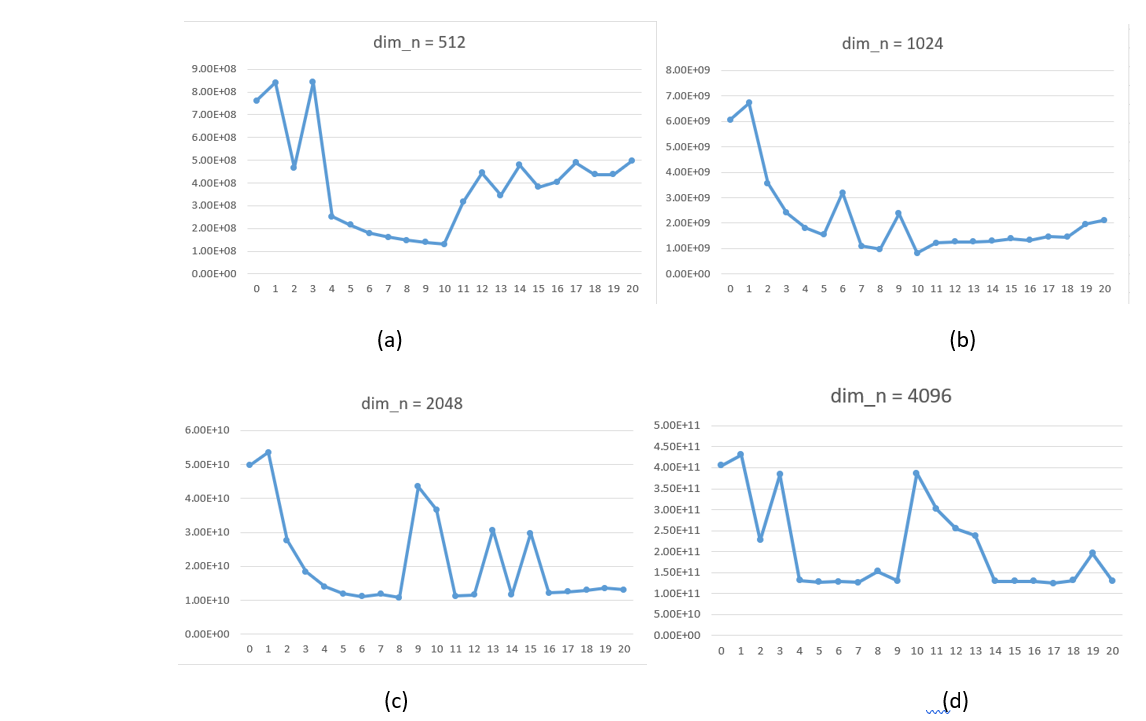 dim_n = 512
9.00E+08
8.00E+08
7.00E+08
6.00E+08
5.00E+08
4.00E+08
3.00E+08
2.00E+08
1.00E+08
0.00E+00
0 1 2 3 4 5 6 7 8 9 10 11 12 13 14 15 16 17 18 19 20
(a)
dim_n = 1024
8.00E+09
7.00E+09
6.00E+09
5.00E+09
4.00E+09
3.00E+09
2.00E+09
1.00E+09
0.00E+00
0 1 2 3 4 5 6 7 8 9 10 11 12 13 14 15 16 17 18 19 20
(b)
dim_n = 2048
6.00E+10
5.00E+10
4.00E+10
3.00E+10
2.00E+10
1.00E+10
0.00E+00
0 1 2 3 4 5 6 7 8 9 10 11 12 13 14 15 16 17 18 19 20
(c)
dim_n = 4096
5.00E+11
4.50E+11
4.00E+11
3.50E+11
3.00E+11
2.50E+11
2.00E+11
1.50E+11
1.00E+11
5.00E+10
0.00E+00
0 1 2 3 4 5 6 7 8 9 10 11 12 13 14 15 16 17 18 19 20
(d)